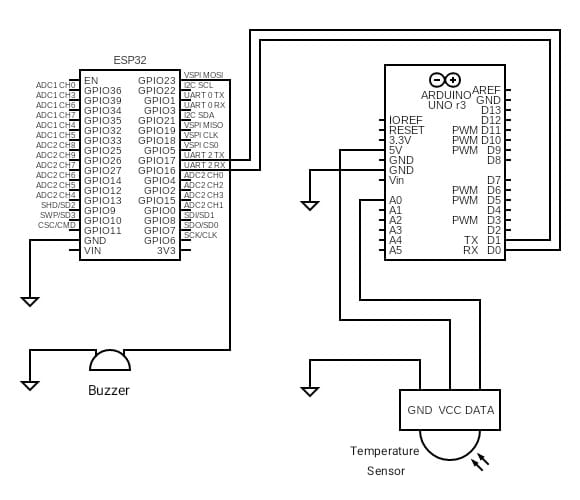 ESP32
EN GPIO23 VSPI MOSI
ADC1 CH0 GPIO36 GPIO22 I2C SCL
ADC1 CH3 GPIO39 GPIO1 UART 0 TX
ADC1 CH6 GPIO34 GPIO3 UART 0 RX
ADC1 CH7 GPIO35 GPIO21 I2C SDA
ADC1 CH4 GPIO32 GPIO19 VSPI MISO
ADC1 CH5 GPIO33 GPIO18 VSPI CLK
ADC2 CH8 GPIO25 GPIO5 VSPI CS0
ADC2 CH9 GPIO26 GPIO17 UART 2 TX
ADC2 CH7 GPIO27 GPIO16 UART 2 RX
ADC2 CH6 GPIO14 GPIO4 ADC2 CH0
ADC2 CH5 GPIO12 GPIO2 ADC2 CH2
ADC2 CH4 GPIO13 GPIO15 ADC2 CH3
SHD/SD2 GPIO9 GPIO0 ADC2 CH1
SWP/SD3 GPIO10 GPIO8 SDI/SD1
CSC/CMD GPIO11 GPIO7 SDO/SD0
GND GPIO6 SCK/CLK
VIN 3V3
Buzzer
AREF
ARDUINO GND
UNO r3 D13
IOREF D12
RESET PWM D11
3.3V PWM D10
5V PWM D9
GND D8
GND
Vin D7
PWM D6
A0 PWM D5
A1 D4
A2 PWM D3
A3 D2
A4 TX D1
A5 RX D0
GND VCC DATA
Temperature
Sensor